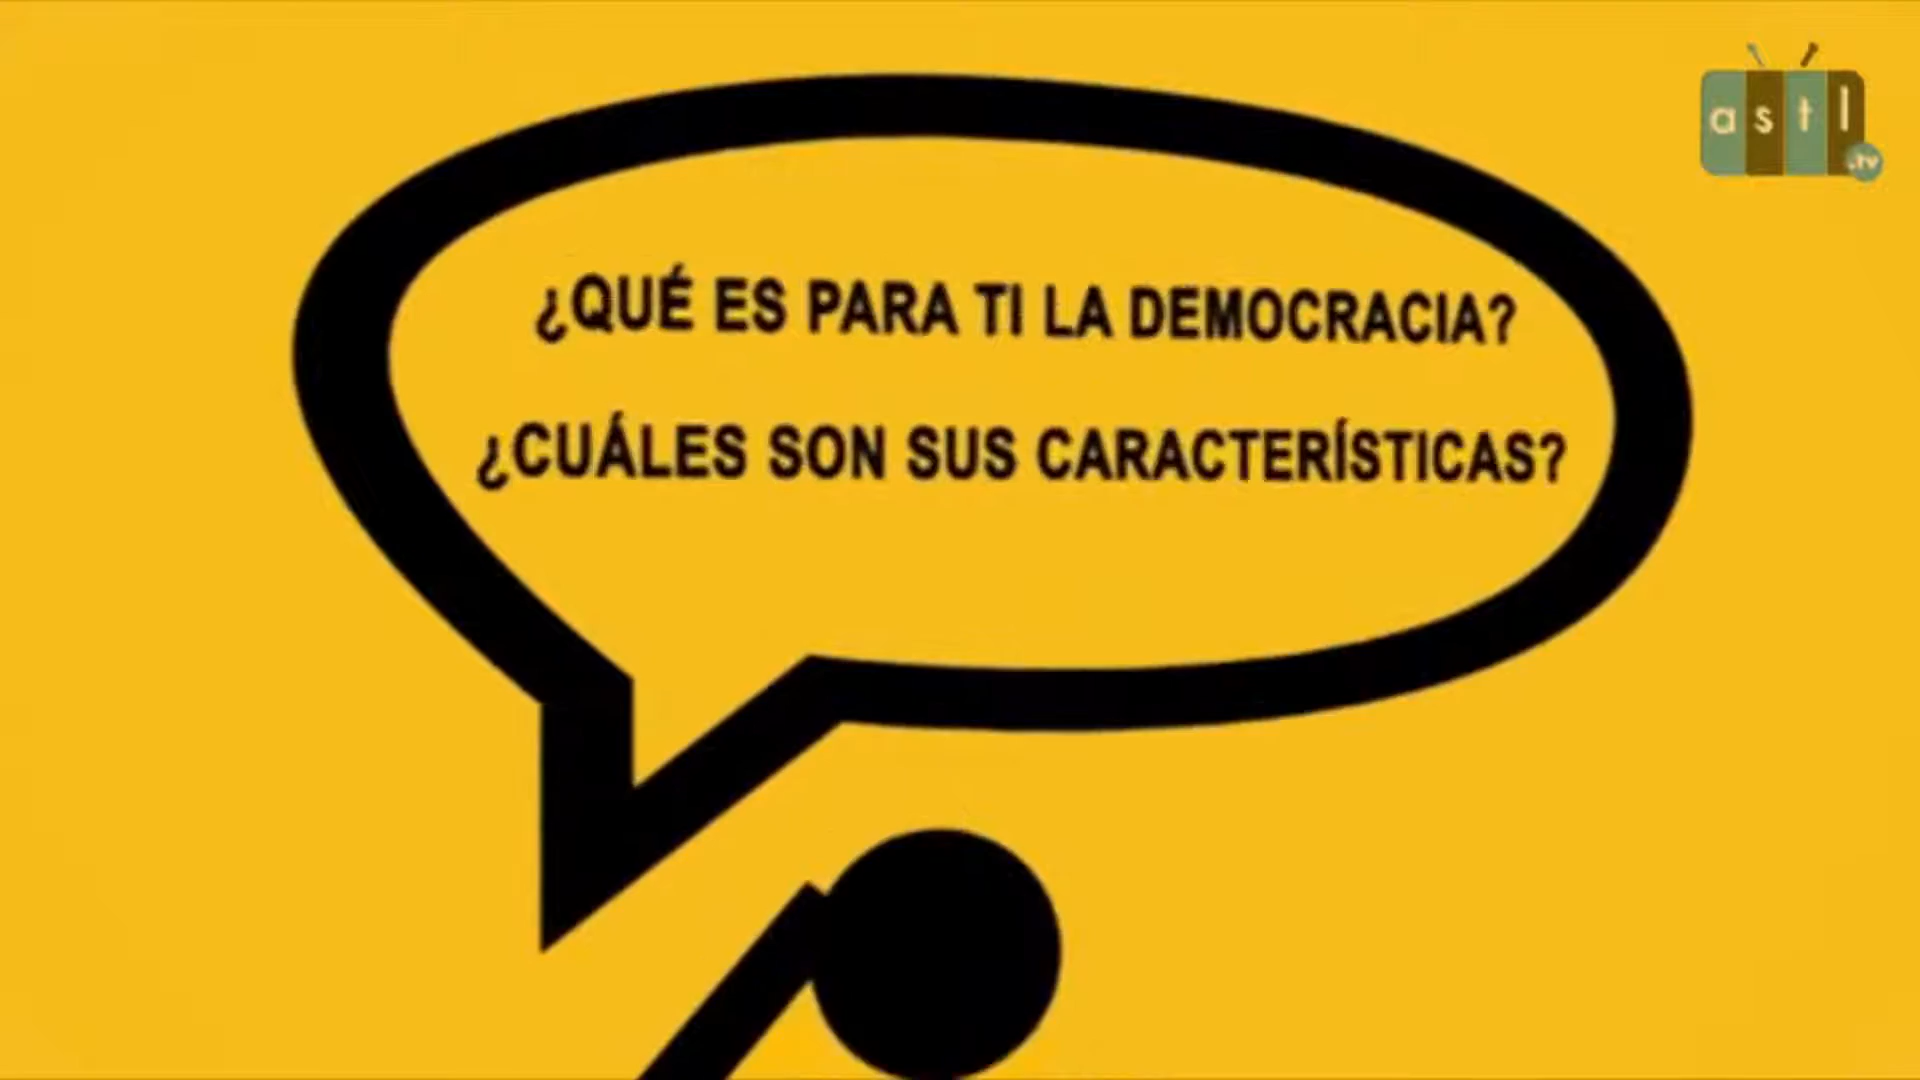 astl
.tv
¿QUÉ ES PARA TI LA DEMOCRACIA?
¿CUÁLES SON SUS CARACTERÍSTICAS?